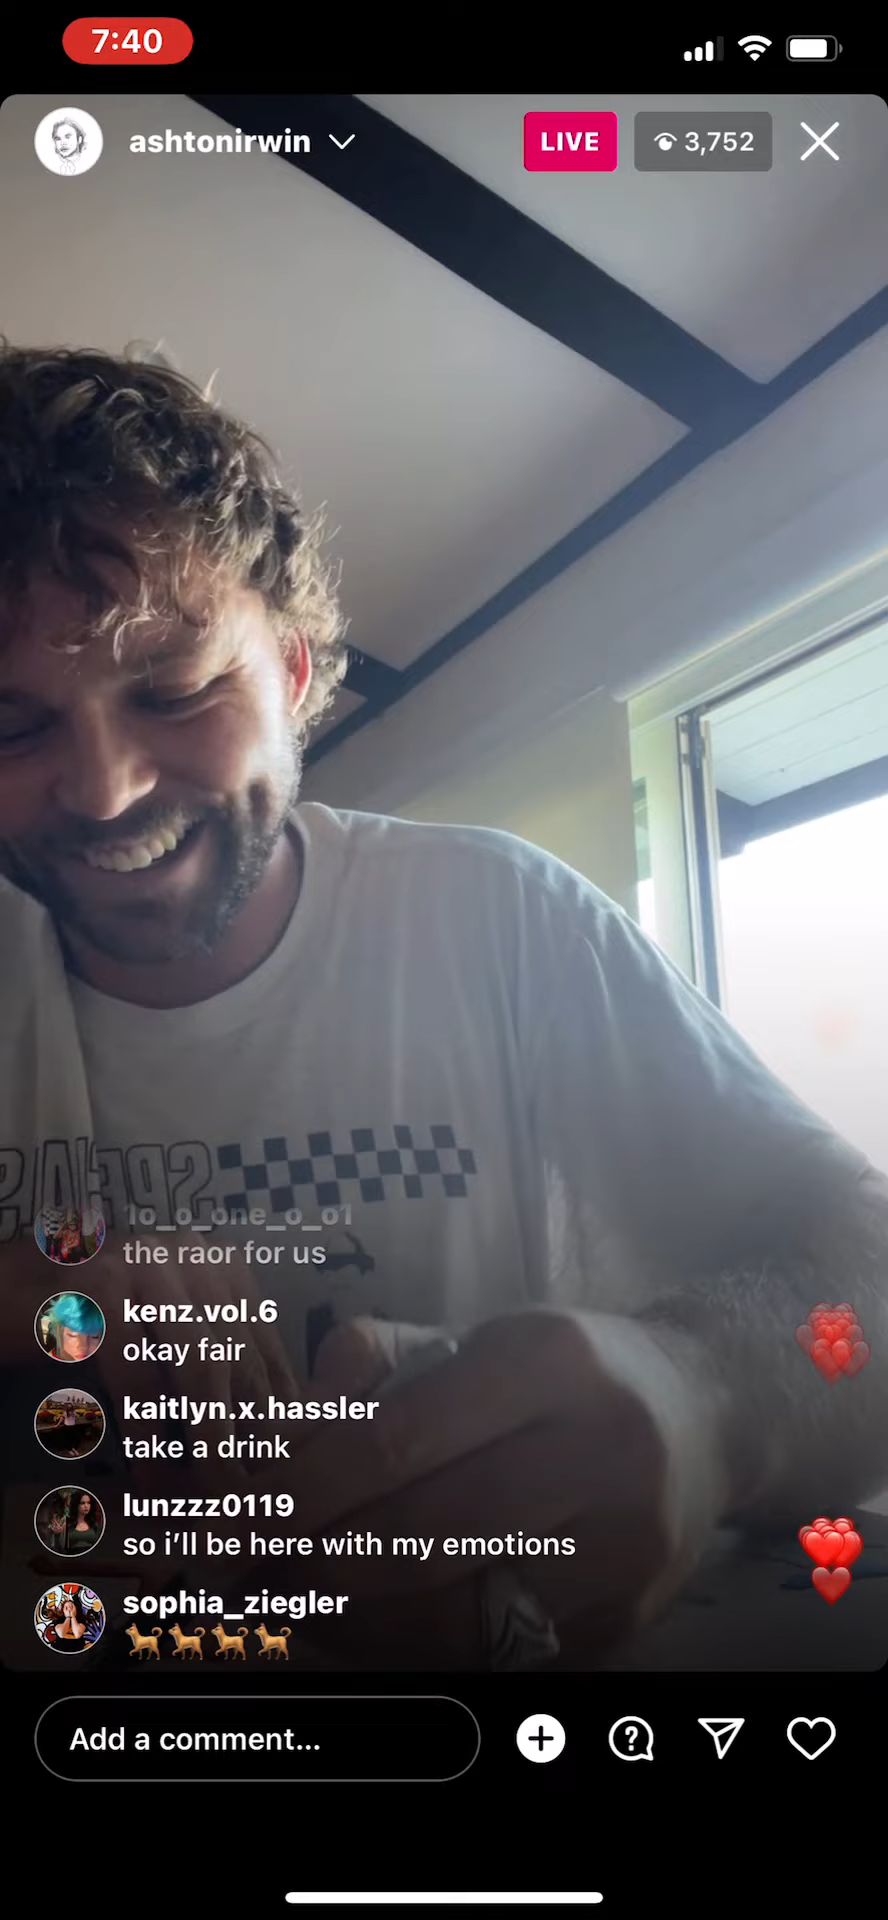 7:40
ashtonirwin
LIVE
3,752
1o_o_one_o_o1
the raor for us
kenz.vol.6
okay fair
kaitlyn.x.hassler
take a drink
lunzzz0119
so i’ll be here with my emotions
sophia_ziegler
🐕🐕🐕🐕
Add a comment...